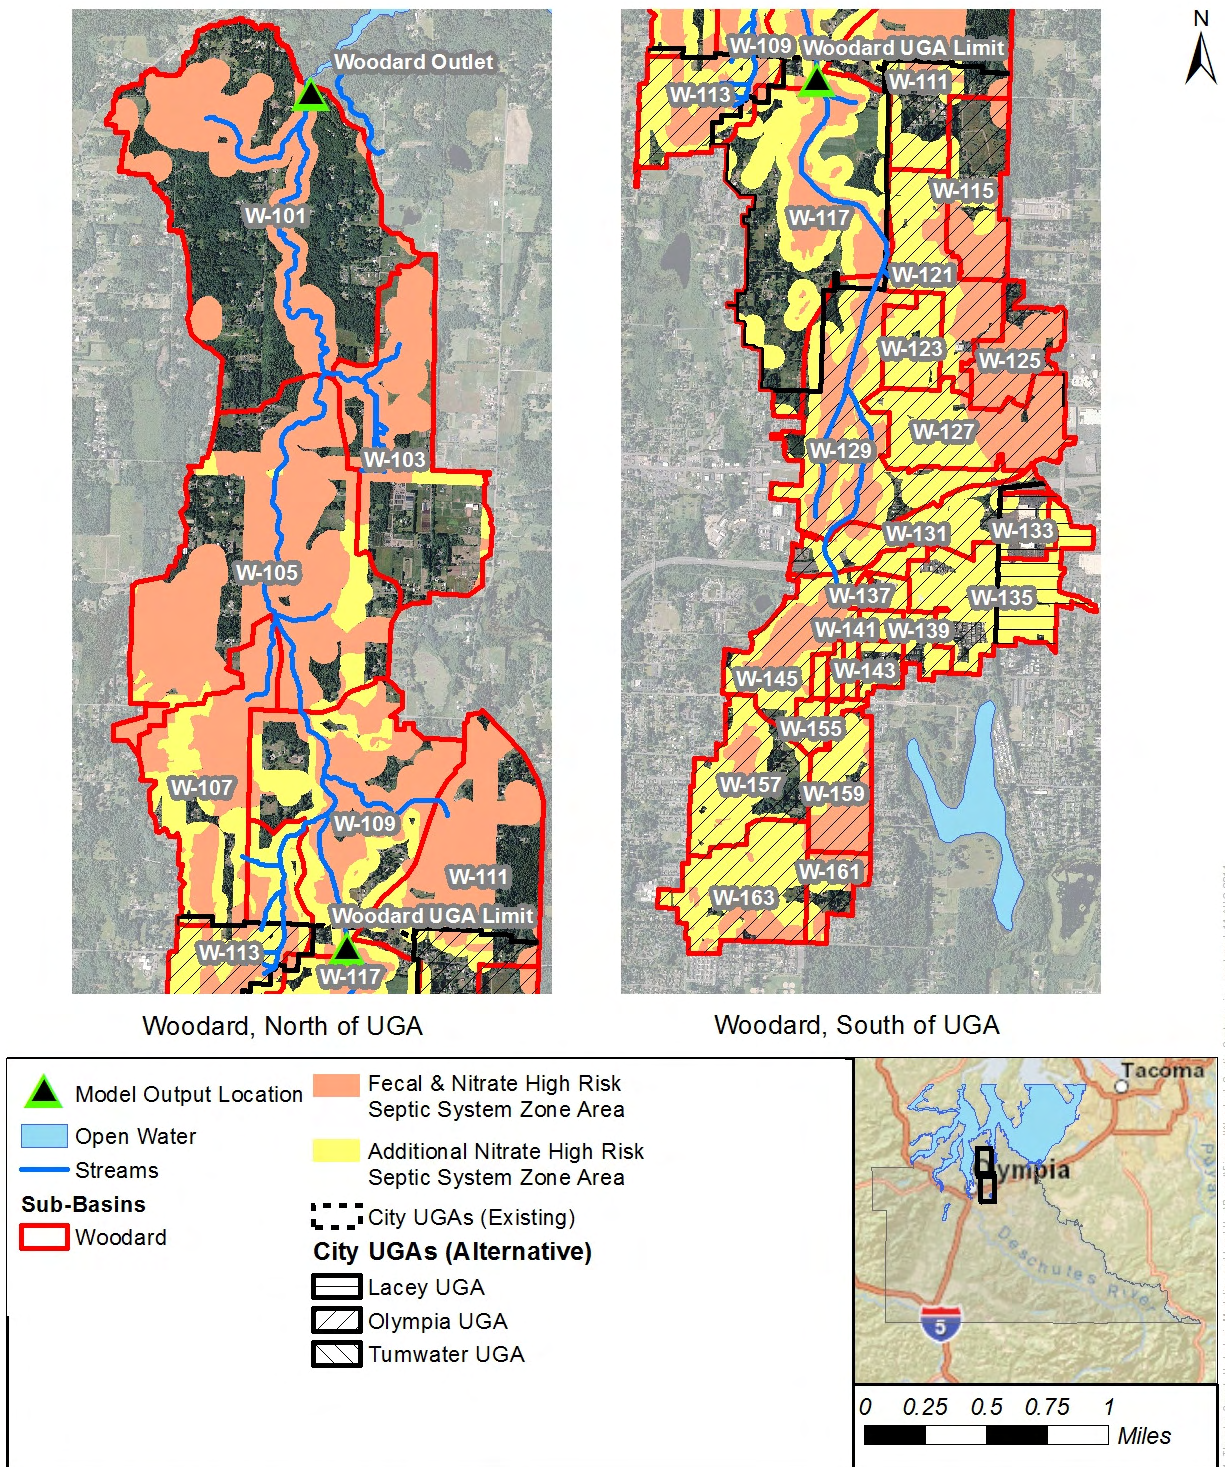 Woodard Outlet
W-101
W-103
W-105
W-107
W-109
W-111
Woodard UGA Limit
W-113
W-117
Woodard, North of UGA
W-109
Woodard UGA Limit
W-111
W-113
W-115
W-117
W-121
W-123
W-125
W-127
W-129
W-131
W-133
W-137
W-135
W-141
W-139
W-145
W-143
W-155
W-157
W-159
W-161
W-163
Woodard, South of UGA
N
Model Output Location
Open Water
Streams
Sub-Basins
Woodard
Fecal & Nitrate High Risk
Septic System Zone Area
Additional Nitrate High Risk
Septic System Zone Area
City UGAs (Existing)
City UGAs (Alternative)
Lacey UGA
Olympia UGA
Tumwater UGA
Tacoma
Olympia
Deschules River
5
0 0.25 0.5 0.75 1
Miles